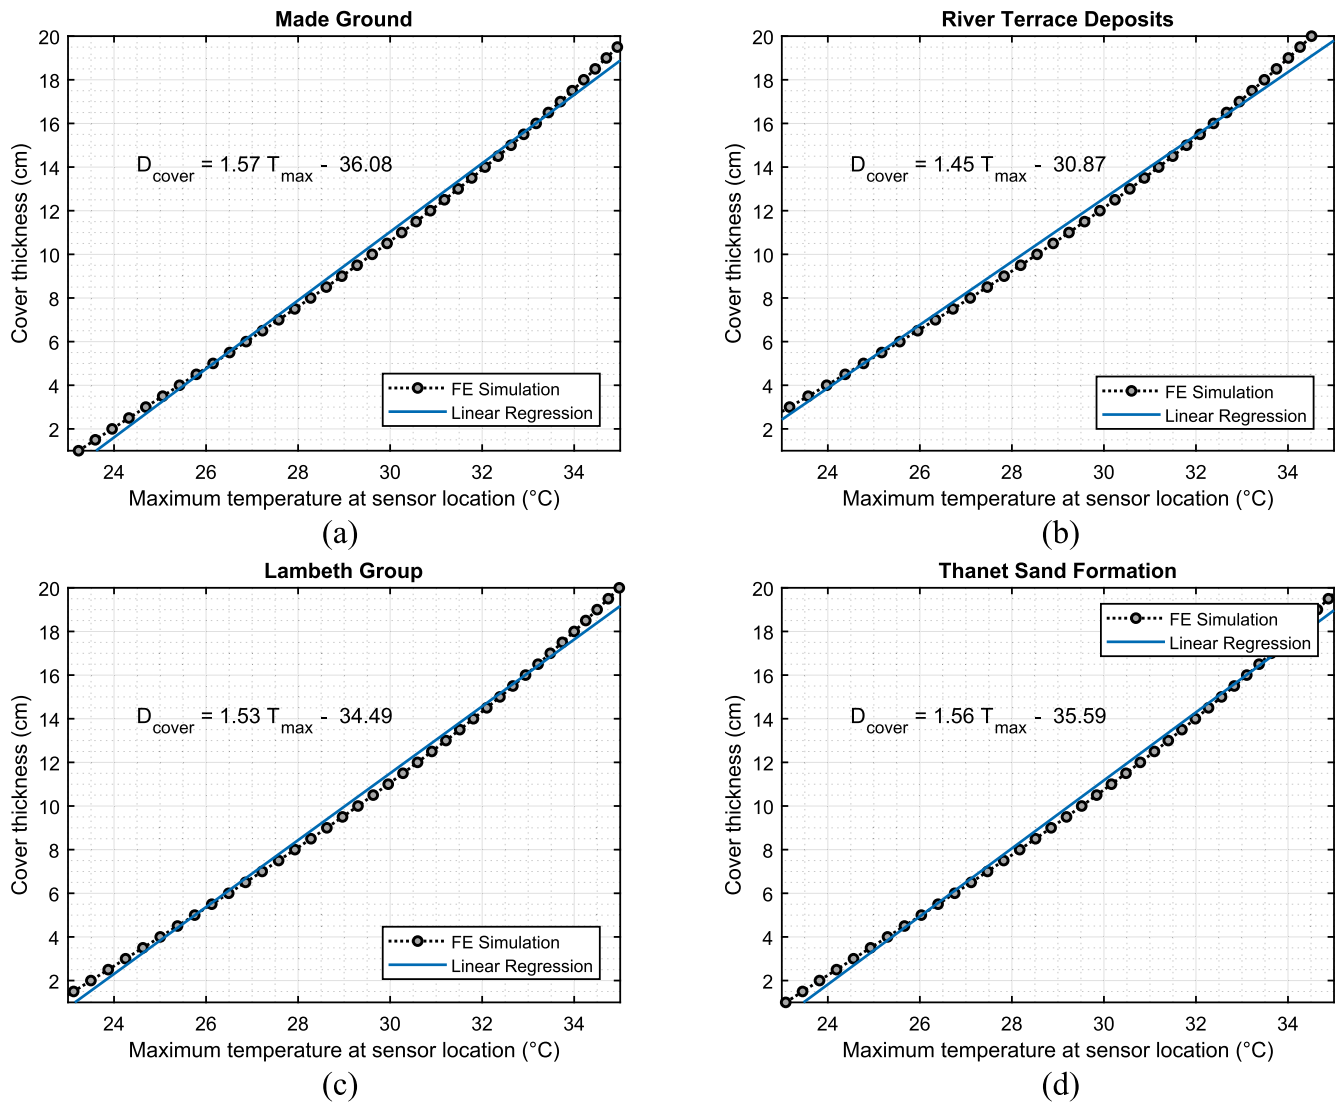 Made Ground
20
18
16
14
12
10
8
6
4
2
Cover thickness (cm)
D_cover = 1.57 T_max - 36.08
FE Simulation
Linear Regression
24 26 28 30 32 34
Maximum temperature at sensor location (°C)
(a)
River Terrace Deposits
20
18
16
14
12
10
8
6
4
2
Cover thickness (cm)
D_cover = 1.45 T_max - 30.87
FE Simulation
Linear Regression
24 26 28 30 32 34
Maximum temperature at sensor location (°C)
(b)
Lambeth Group
20
18
16
14
12
10
8
6
4
2
Cover thickness (cm)
D_cover = 1.53 T_max - 34.49
FE Simulation
Linear Regression
24 26 28 30 32 34
Maximum temperature at sensor location (°C)
(c)
Thanet Sand Formation
20
18
16
14
12
10
8
6
4
2
Cover thickness (cm)
FE Simulation
Linear Regression
D_cover = 1.56 T_max - 35.59
24 26 28 30 32 34
Maximum temperature at sensor location (°C)
(d)